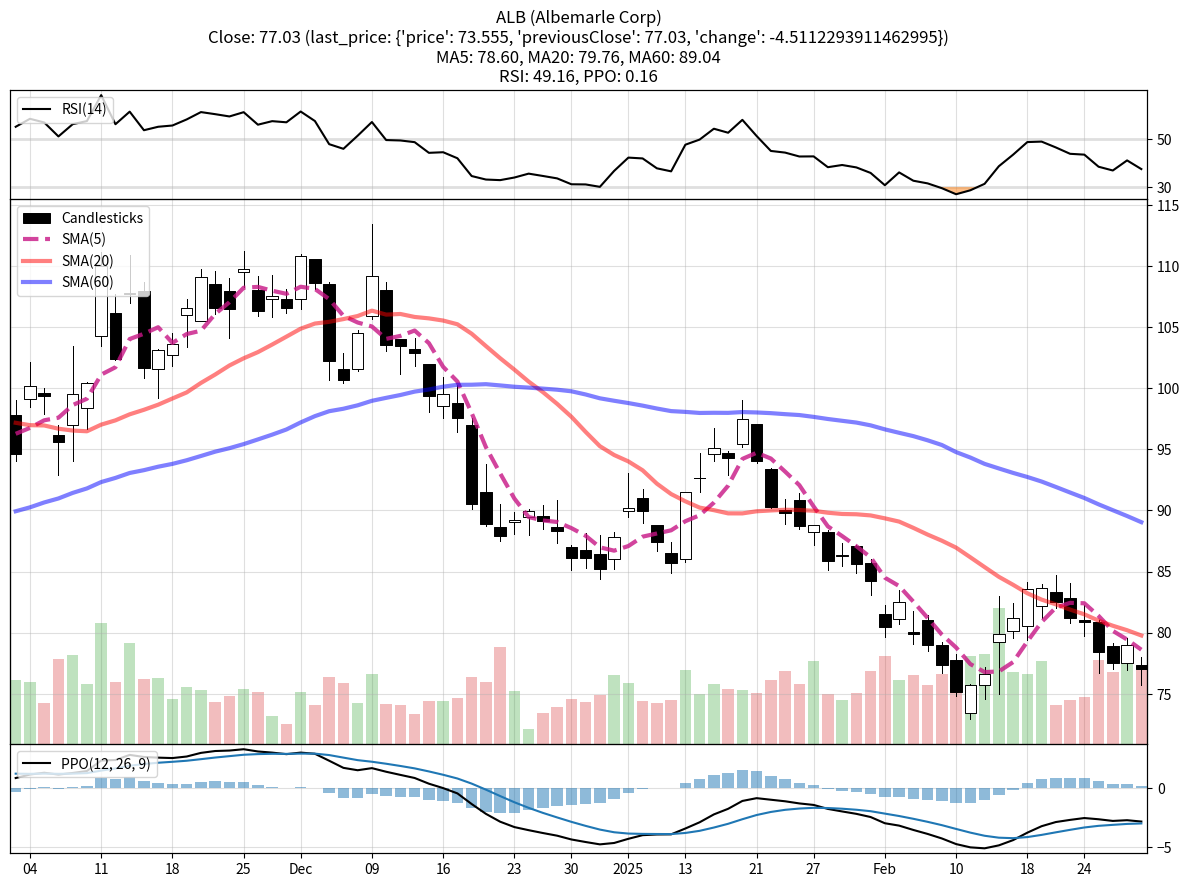 ALB (Albemarle Corp)
Close: 77.03 (last_price: {'price': 73.555, 'previousClose': 77.03, 'change': -4.5112293911462995})
MA5: 78.60, MA20: 79.76, MA60: 89.04
RSI: 49.16, PPO: 0.16
RSI(14)
50
30
Candlesticks
SMA(5)
SMA(20)
SMA(60)
115
110
105
100
95
90
85
80
75
PPO(12, 26, 9)
0
−5
04 11 18 25 Dec 09 16 23 30 2025 13 21 27 Feb 10 18 24